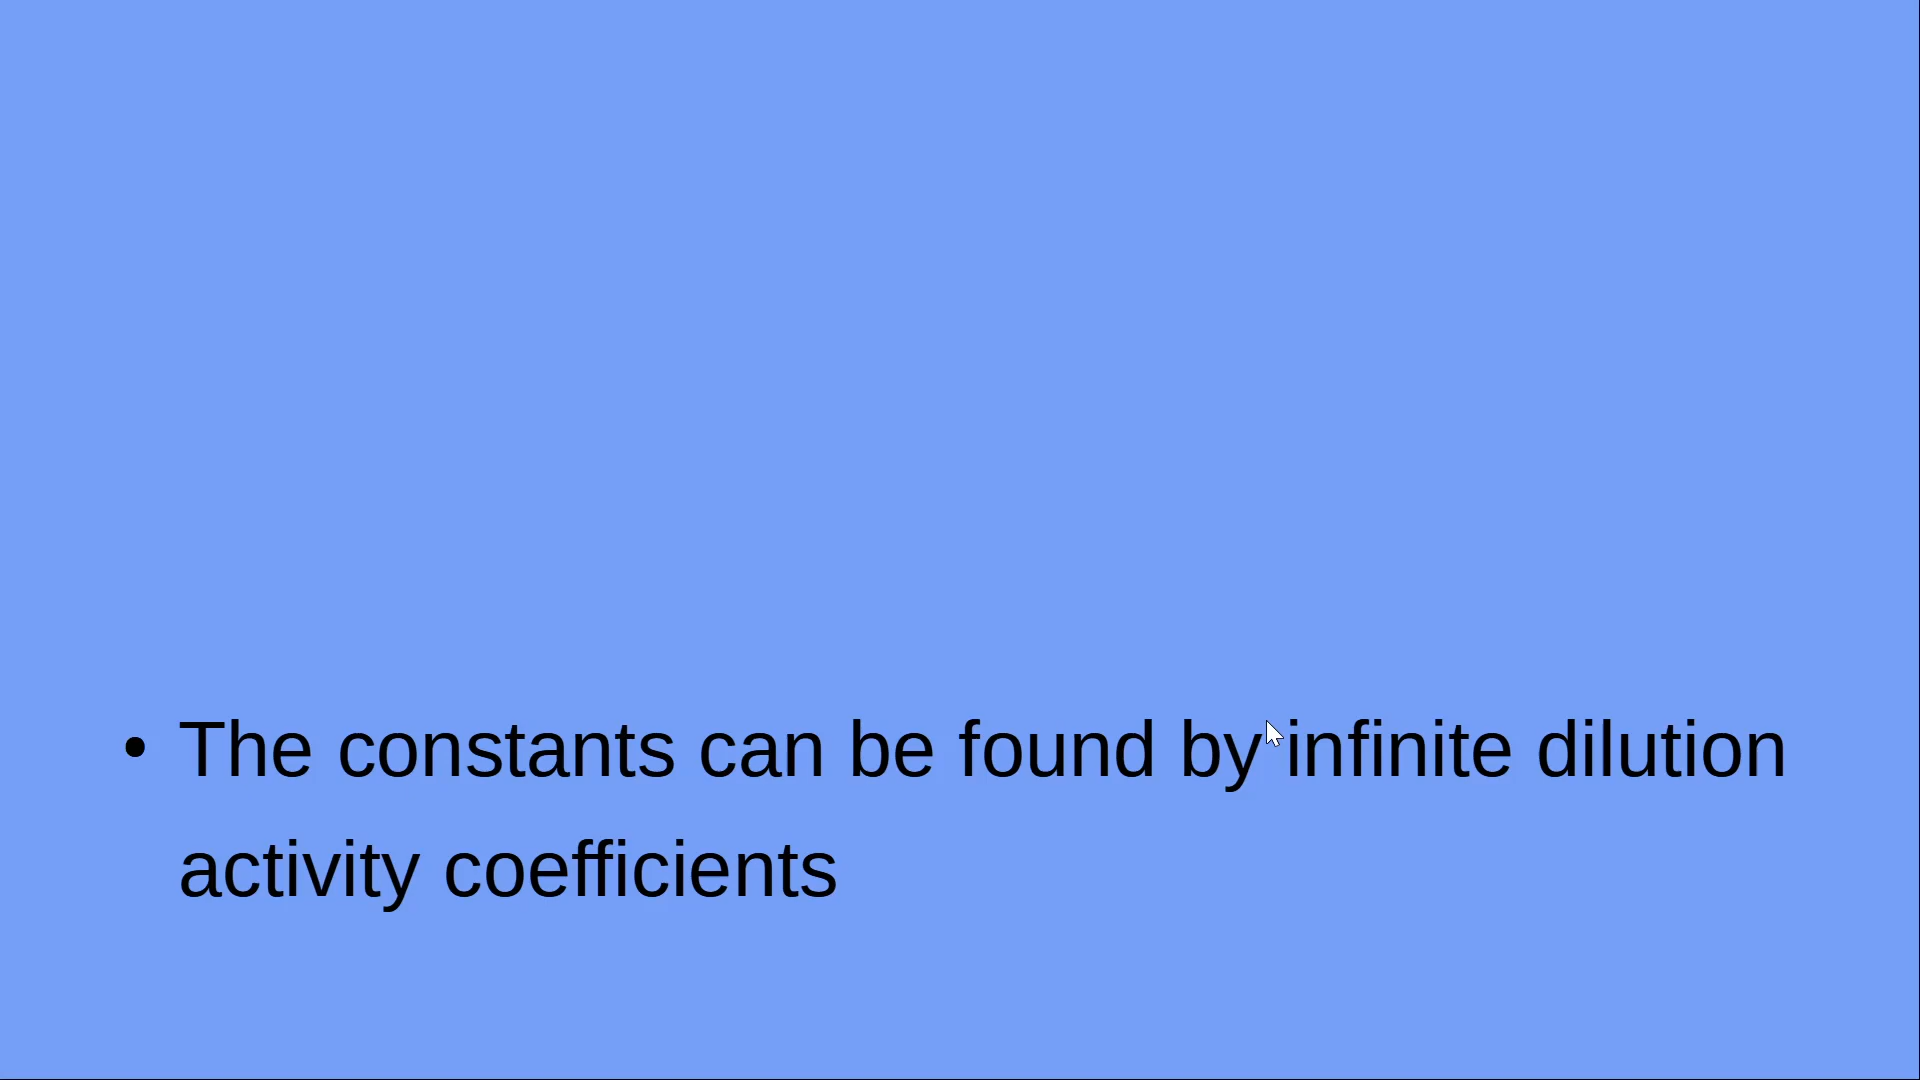 • The constants can be found by infinite dilution
activity coefficients